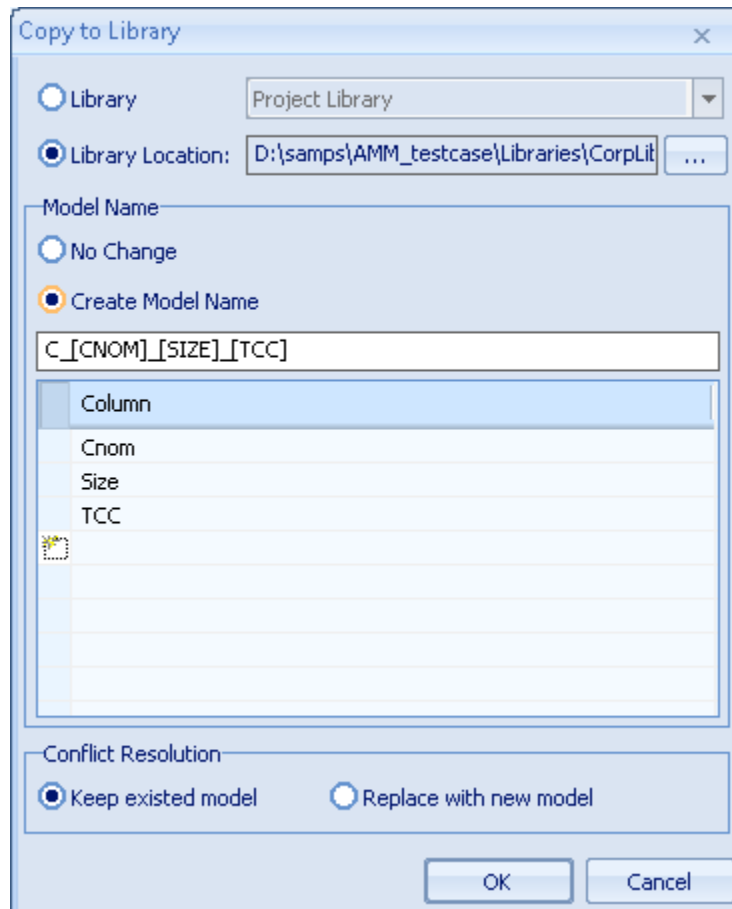 Copy to Library
Library
Project Library
Library Location:
D:\samps\AMM_testcase\Libraries\CorpLib
...
Model Name
No Change
Create Model Name
C_[CNOM]_[SIZE]_[TCC]
Column
Cnom
Size
TCC
Conflict Resolution
Keep existed model
Replace with new model
OK
Cancel